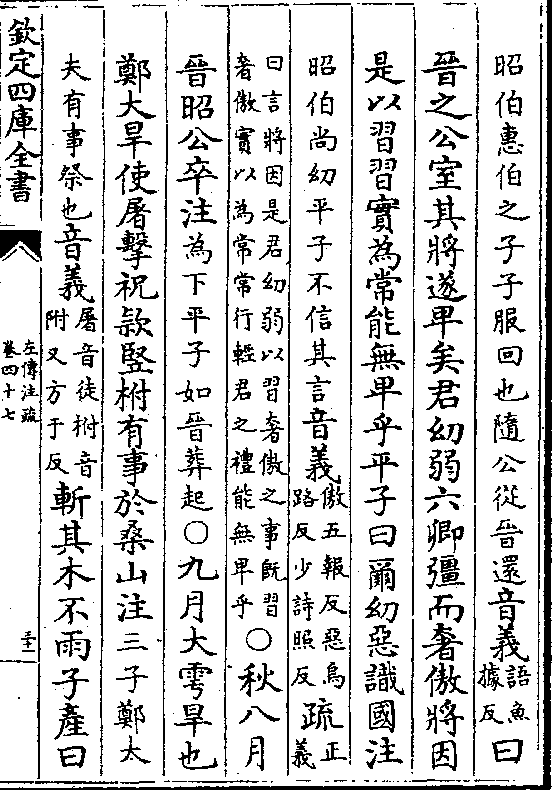 昭伯惠伯之子子服回也隨公從晉還音義語魚據反曰
晉之公室其將遂卑矣君幼弱六卿彊而奢傲將因
是以習習實為常能無卑乎平子曰爾幼惡識國注
昭伯尚幼平子不信其言音義傲五報反惡烏路反少詩照反疏正義
曰言將因是君幼弱以習奢傲之事既習奢傲實以為常常行輕君之禮能無卑乎○秋八月
晉昭公卒注為下平子如晉葬起○九月大雩旱也
鄭大旱使屠擊祝款豎柎有事於桑山注三子鄭大
夫有事祭也音義屠音徒柎音附又方于反斬其木不雨子產曰
欽定四庫全書
左傳注疏
卷四十七